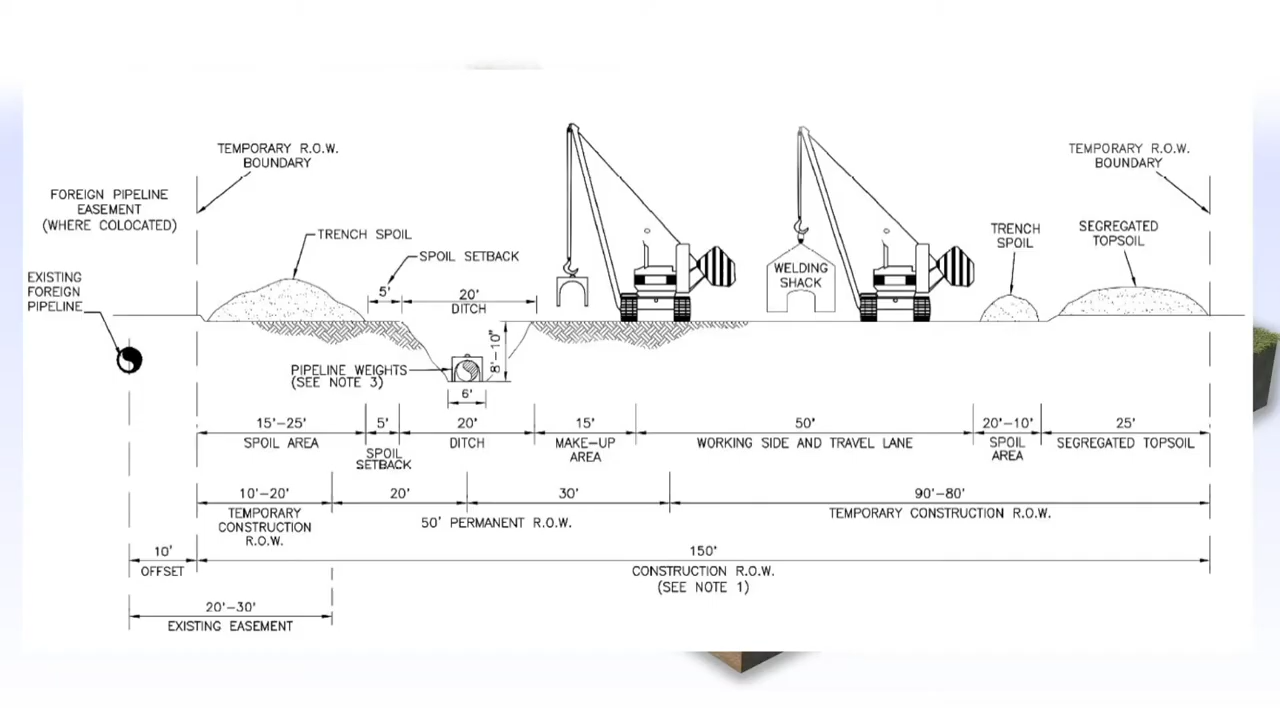 TEMPORARY R.O.W.
BOUNDARY
TEMPORARY R.O.W.
BOUNDARY
FOREIGN PIPELINE
EASEMENT
(WHERE COLOCATED)
TRENCH SPOIL
SPOIL SETBACK
TRENCH
SPOIL
SEGREGATED
TOPSOIL
EXISTING
FOREIGN
PIPELINE
5'
20'
DITCH
WELDING
SHACK
8'-10"
PIPELINE WEIGHTS
(SEE NOTE 3)
6'
15'-25'
SPOIL AREA
5'
SPOIL
SETBACK
20'
DITCH
15'
MAKE-UP
AREA
50'
WORKING SIDE AND TRAVEL LANE
20'-10'
SPOIL
AREA
25'
SEGREGATED TOPSOIL
10'-20'
TEMPORARY
CONSTRUCTION
R.O.W.
20'
30'
50' PERMANENT R.O.W.
90'-80'
TEMPORARY CONSTRUCTION R.O.W.
10'
OFFSET
150'
CONSTRUCTION R.O.W.
(SEE NOTE 1)
20'-30'
EXISTING EASEMENT